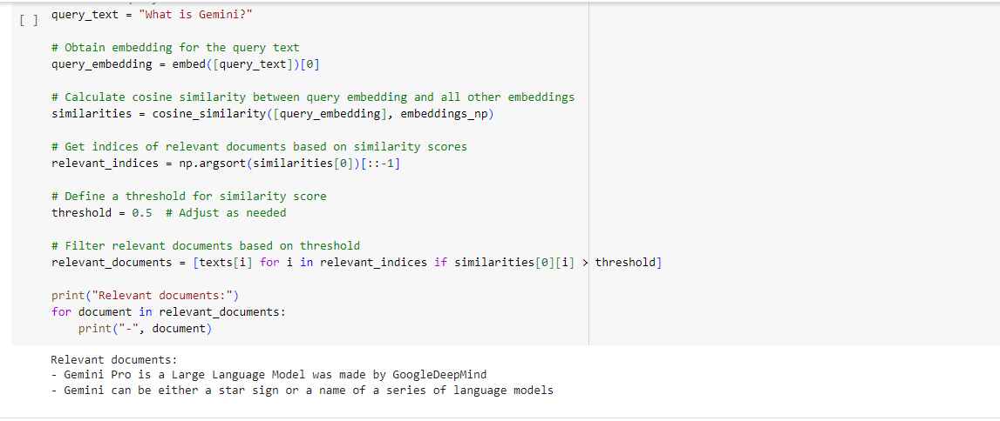 [ ] query_text = "What is Gemini?"
# Obtain embedding for the query text
query_embedding = embed([query_text])[0]
# Calculate cosine similarity between query embedding and all other embeddings
similarities = cosine_similarity([query_embedding], embeddings_np)
# Get indices of relevant documents based on similarity scores
relevant_indices = np.argsort(similarities[0])[::-1]
# Define a threshold for similarity score
threshold = 0.5  # Adjust as needed
# Filter relevant documents based on threshold
relevant_documents = [texts[i] for i in relevant_indices if similarities[0][i] > threshold]
print("Relevant documents:")
for document in relevant_documents:
    print("-", document)
Relevant documents:
- Gemini Pro is a Large Language Model was made by GoogleDeepMind
- Gemini can be either a star sign or a name of a series of language models